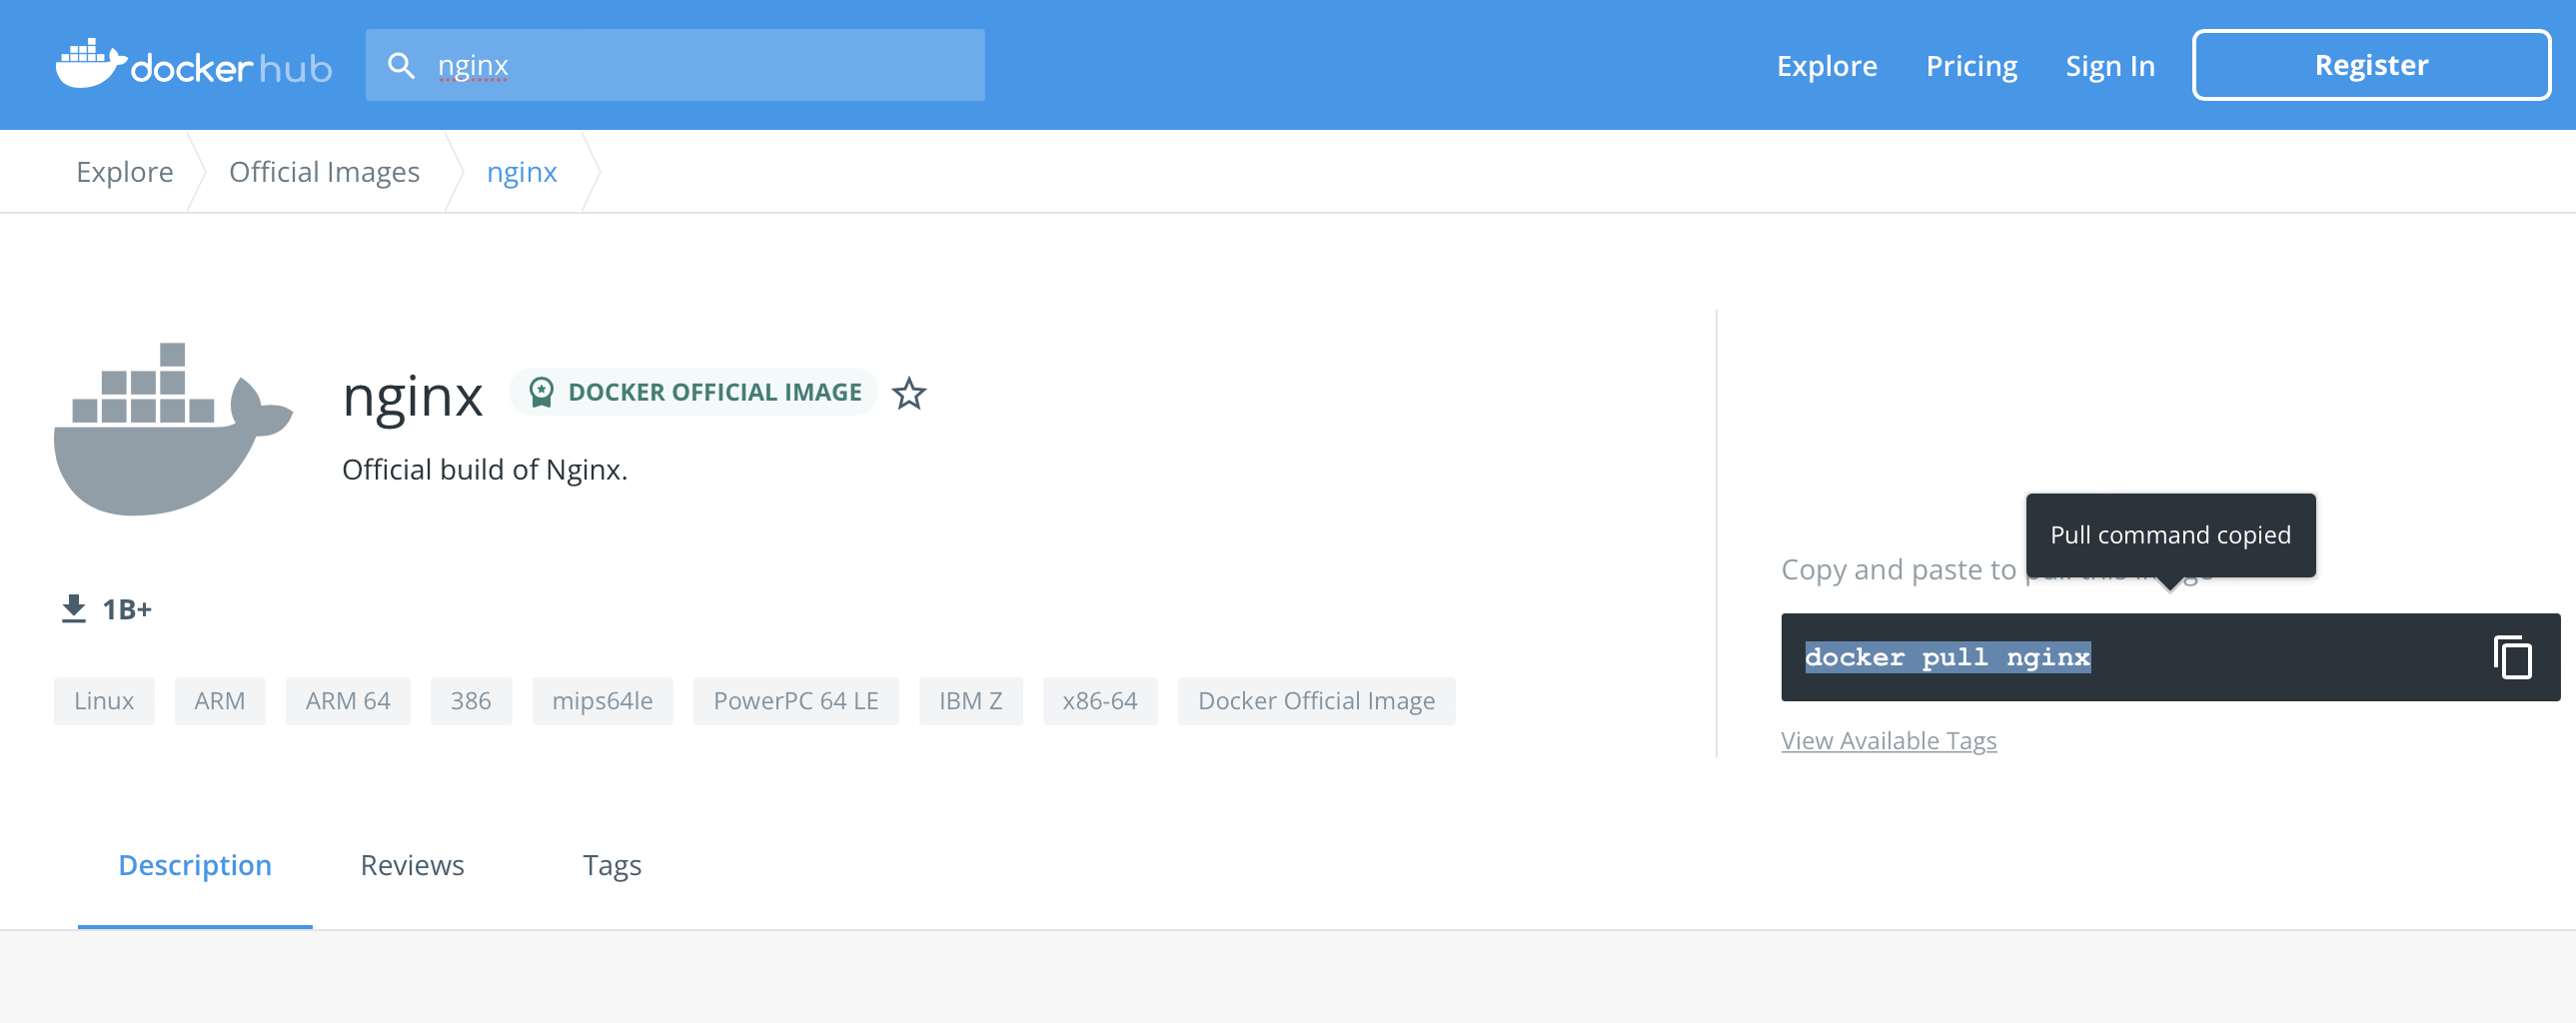 docker hub
nginx
Explore
Pricing
Sign In
Register
Explore
Official Images
nginx
nginx
DOCKER OFFICIAL IMAGE
Official build of Nginx.
1B+
Linux
ARM
ARM 64
386
mips64le
PowerPC 64 LE
IBM Z
x86-64
Docker Official Image
Pull command copied
Copy and paste to
docker pull nginx
View Available Tags
Description
Reviews
Tags